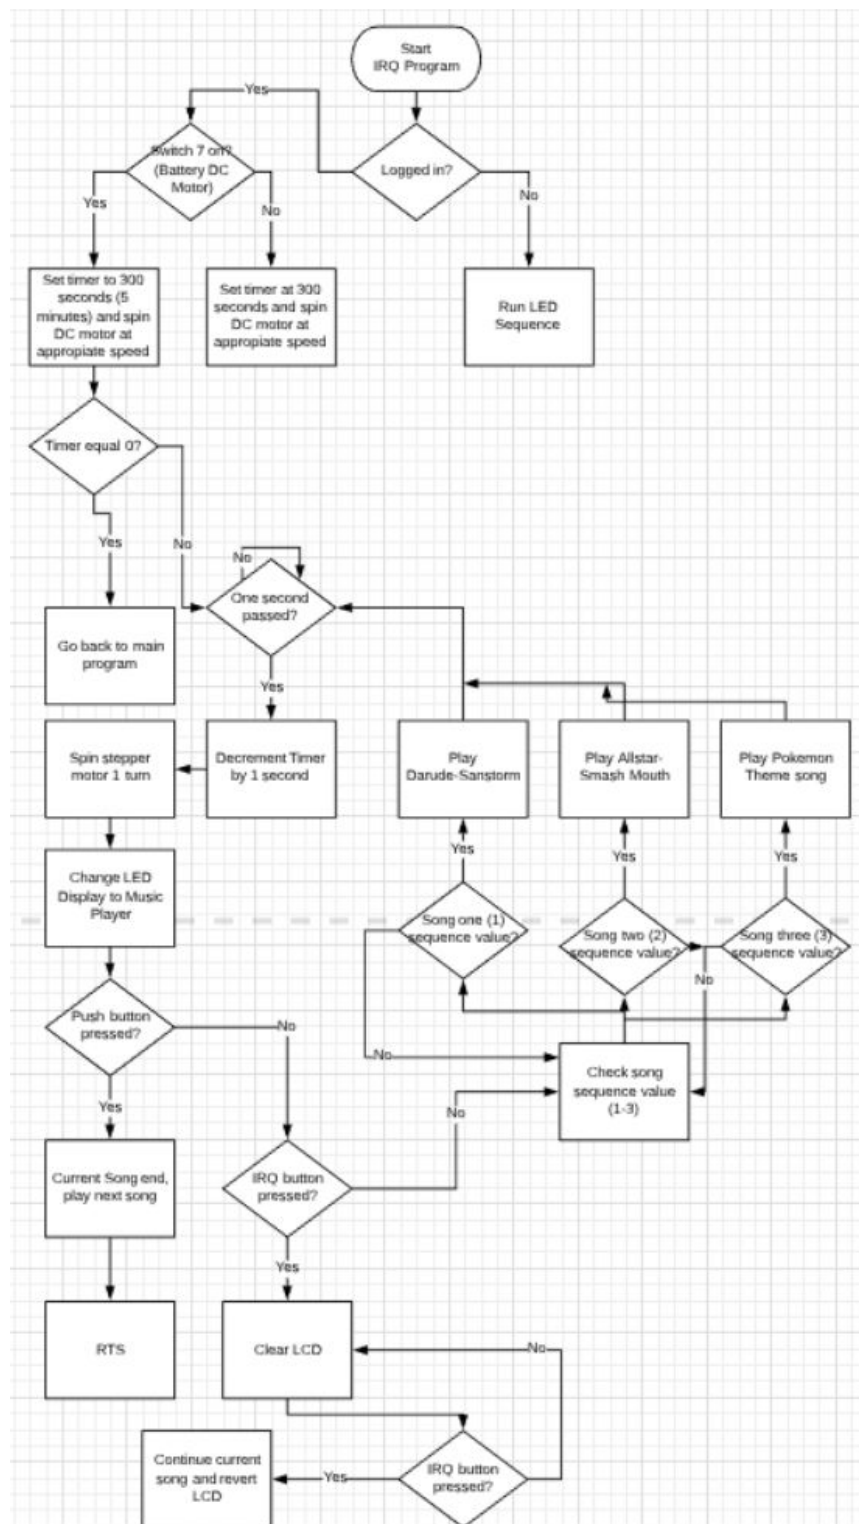 Start
IRQ Program
Yes
Switch 7 on?
(Battery DC
Motor)
Logged in?
Yes
No
No
Set timer to 300
seconds (5
minutes) and spin
DC motor at
appropiate speed
Set timer at 300
seconds and spin
DC motor at
appropiate speed
Run LED
Sequence
Timer equal 0?
Yes
No
No
One second
passed?
Go back to main
program
Yes
Spin stepper
motor 1 turn
Decrement Timer
by 1 second
Play
Darude-Sanstorm
Play Allstar-
Smash Mouth
Play Pokemon
Theme song
Yes
Yes
Yes
Change LED
Display to Music
Player
Song one (1)
sequence value?
Song two (2)
sequence value?
Song three (3)
sequence value?
No
Push button
pressed?
No
No
Check song
sequence value
(1-3)
Yes
No
Current Song end,
play next song
IRQ button
pressed?
Yes
RTS
Clear LCD
No
Continue current
song and revert
LCD
Yes
IRQ button
pressed?